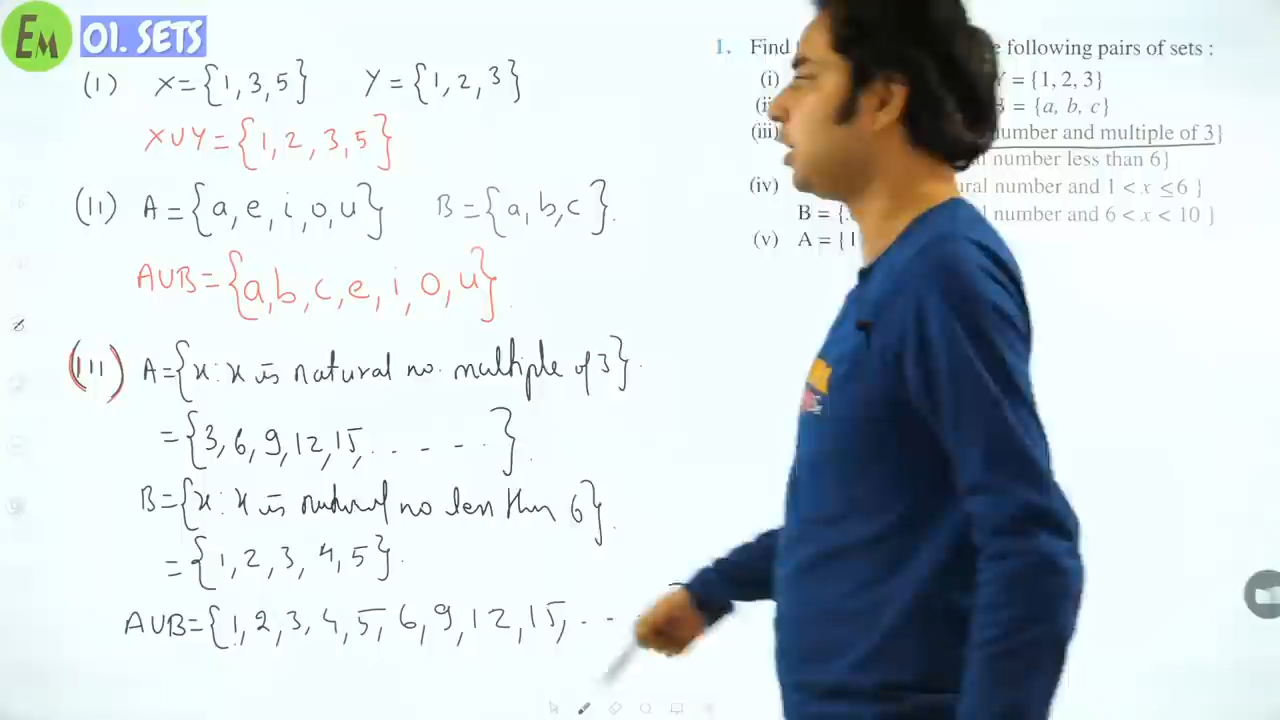 EM 01. SETS
(I) X={1,3,5} Y={1,2,3}
X∪Y={1,2,3,5}
(II) A={a,e,i,o,u} B={a,b,c}.
A∪B={a,b,c,e,i,o,u}.
(III) A={x: x is natural no. multiple of 3}.
={3,6,9,12,15,.....}.
B={x: x is natural no less than 6}.
={1,2,3,4,5}.
A∪B={1,2,3,4,5,6,9,12,15,...
1. Find following pairs of sets :
(i) Y = {1, 2, 3}
= {a, b, c}
(iii) number and multiple of 3}
number less than 6}
(iv) number and 1 < x ≤ 6 }
B = { number and 6 < x < 10 }
(v) A = {1